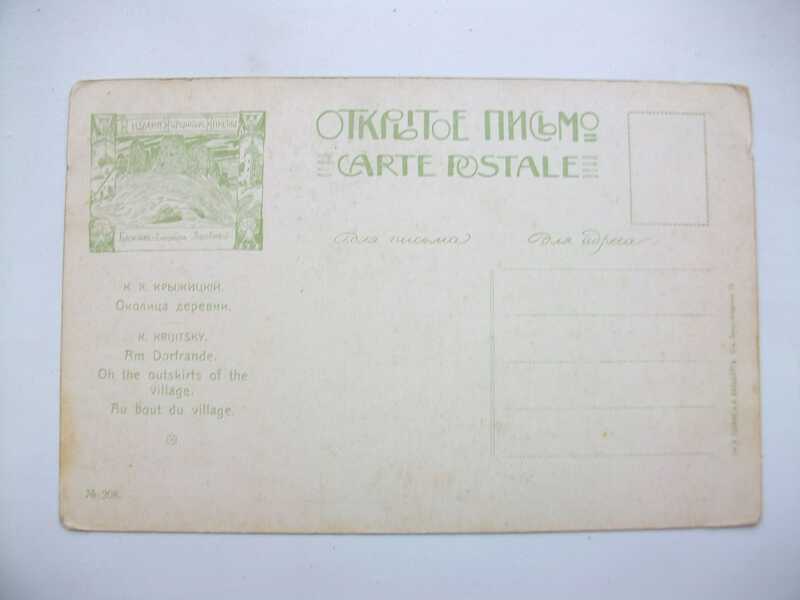 ОТКРЫТОЕ ПИСЬМО
CARTE POSTALE
Для письма
Для адреса
К. Я. КРЫЖИЦКІЙ.
Околица деревни.
K. KRIJITSKY.
Am Dorfrande.
On the outskirts of the
village.
Au bout du village.
№ 208.